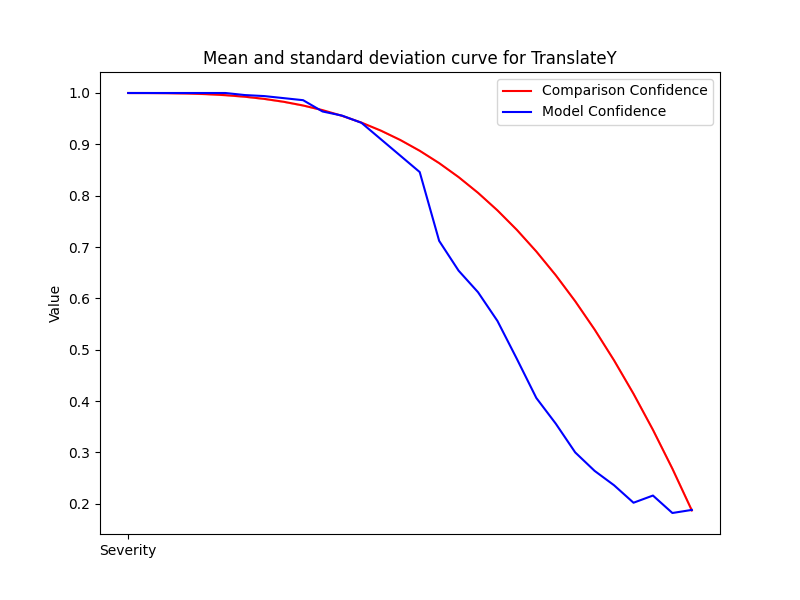 Mean and standard deviation curve for TranslateY
Comparison Confidence
Model Confidence
1.0
0.9
0.8
0.7
0.6
0.5
0.4
0.3
0.2
Value
Severity